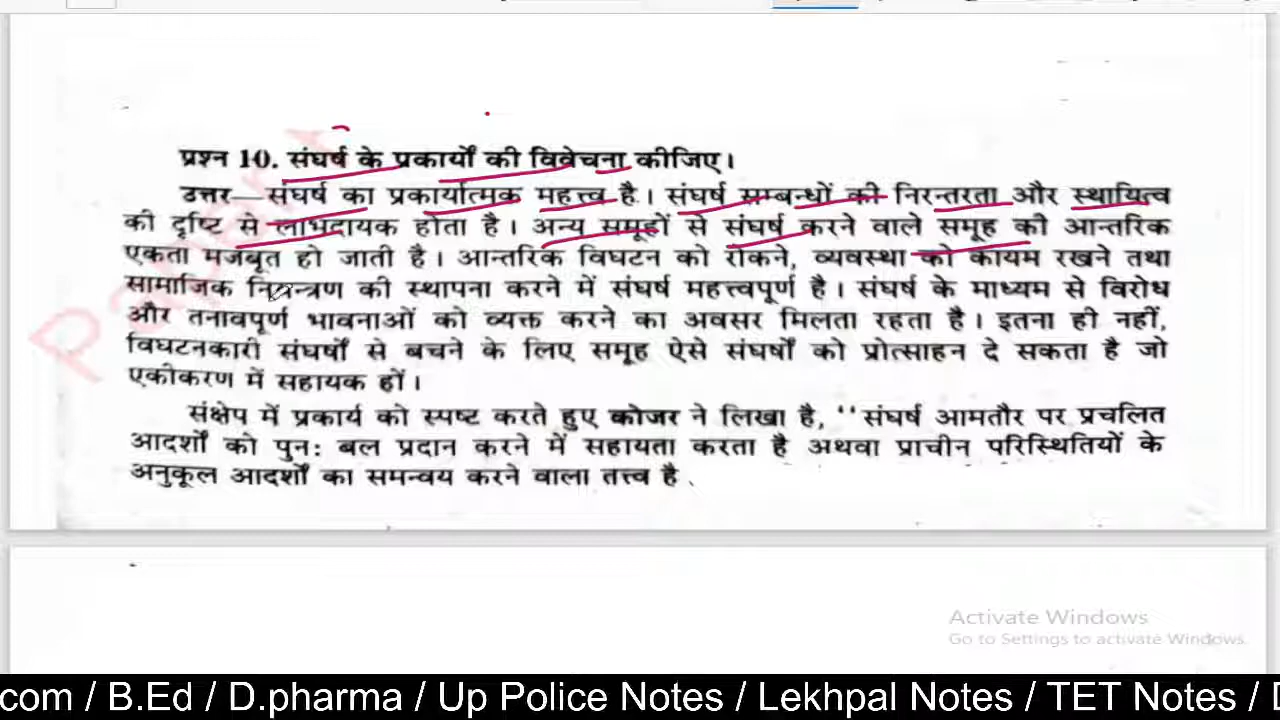 प्रश्न 10. संघर्ष के प्रकार्यों की विवेचना कीजिए।
उत्तर—संघर्ष का प्रकार्यात्मक महत्त्व है। संघर्ष सम्बन्धों की निरन्तरता और स्थायित्व
की दृष्टि से लाभदायक होता है। अन्य समूहों से संघर्ष करने वाले समूह की आन्तरिक
एकता मजबूत हो जाती है। आन्तरिक विघटन को रोकने, व्यवस्था को कायम रखने तथा
सामाजिक नियन्त्रण की स्थापना करने में संघर्ष महत्त्वपूर्ण है। संघर्ष के माध्यम से विरोध
और तनावपूर्ण भावनाओं को व्यक्त करने का अवसर मिलता रहता है। इतना ही नहीं,
विघटनकारी संघर्षों से बचने के लिए समूह ऐसे संघर्षों को प्रोत्साहन दे सकता है जो
एकीकरण में सहायक हों।
संक्षेप में प्रकार्य को स्पष्ट करते हुए कोजर ने लिखा है, ''संघर्ष आमतौर पर प्रचलित
आदर्शों को पुनः बल प्रदान करने में सहायता करता है अथवा प्राचीन परिस्थितियों के
अनुकूल आदर्शों का समन्वय करने वाला तत्त्व है.
Activate Windows
Go to Settings to activate Windows.
.com / B.Ed / D.pharma / Up Police Notes / Lekhpal Notes / TET Notes /